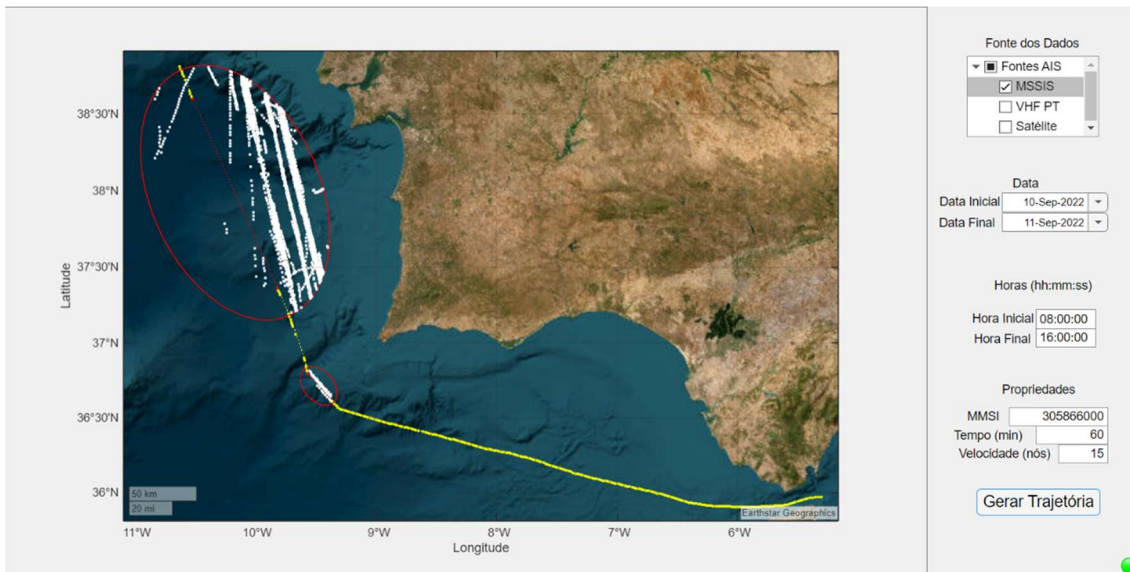 38°30'N
38°N
37°30'N
37°N
36°30'N
36°N
Latitude
50 km
20 mi
Earthstar Geographics
11°W 10°W 9°W 8°W 7°W 6°W
Longitude
Fonte dos Dados
Fontes AIS
MSSIS
VHF PT
Satélite
Data
Data Inicial 10-Sep-2022
Data Final 11-Sep-2022
Horas (hh:mm:ss)
Hora Inicial 08:00:00
Hora Final 16:00:00
Propriedades
MMSI 305866000
Tempo (min) 60
Velocidade (nós) 15
Gerar Trajetória